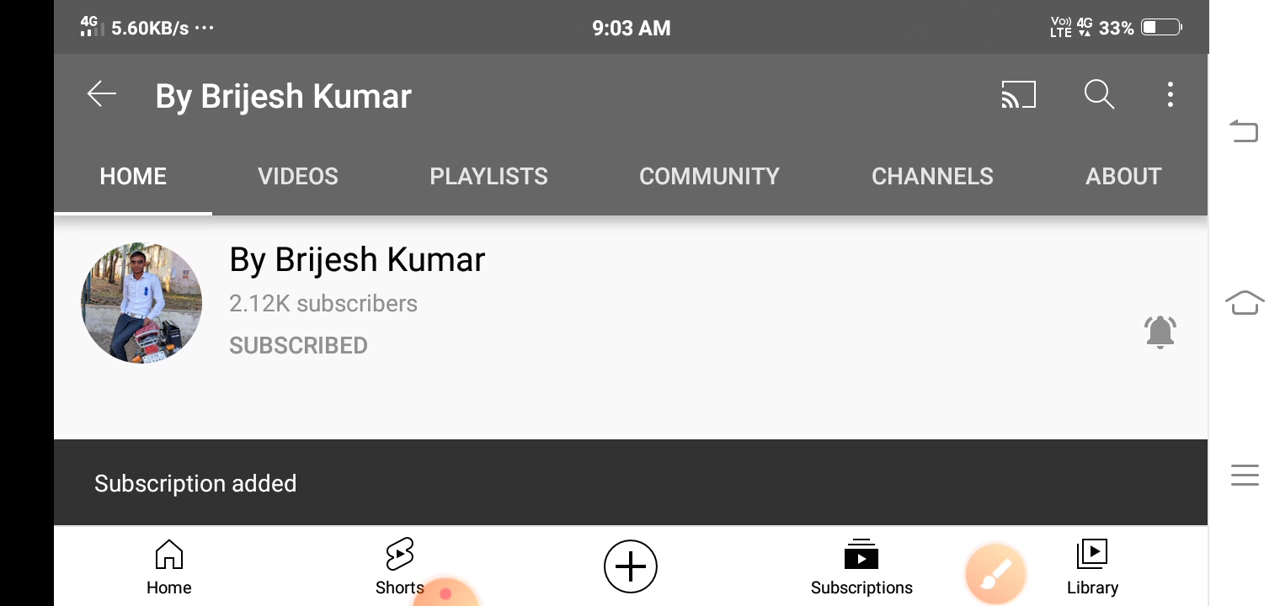 4G 5.60KB/s ··· 9:03 AM Vo) LTE 4G 33%
By Brijesh Kumar
HOME VIDEOS PLAYLISTS COMMUNITY CHANNELS ABOUT
By Brijesh Kumar
2.12K subscribers
SUBSCRIBED
Subscription added
Home Shorts Subscriptions Library